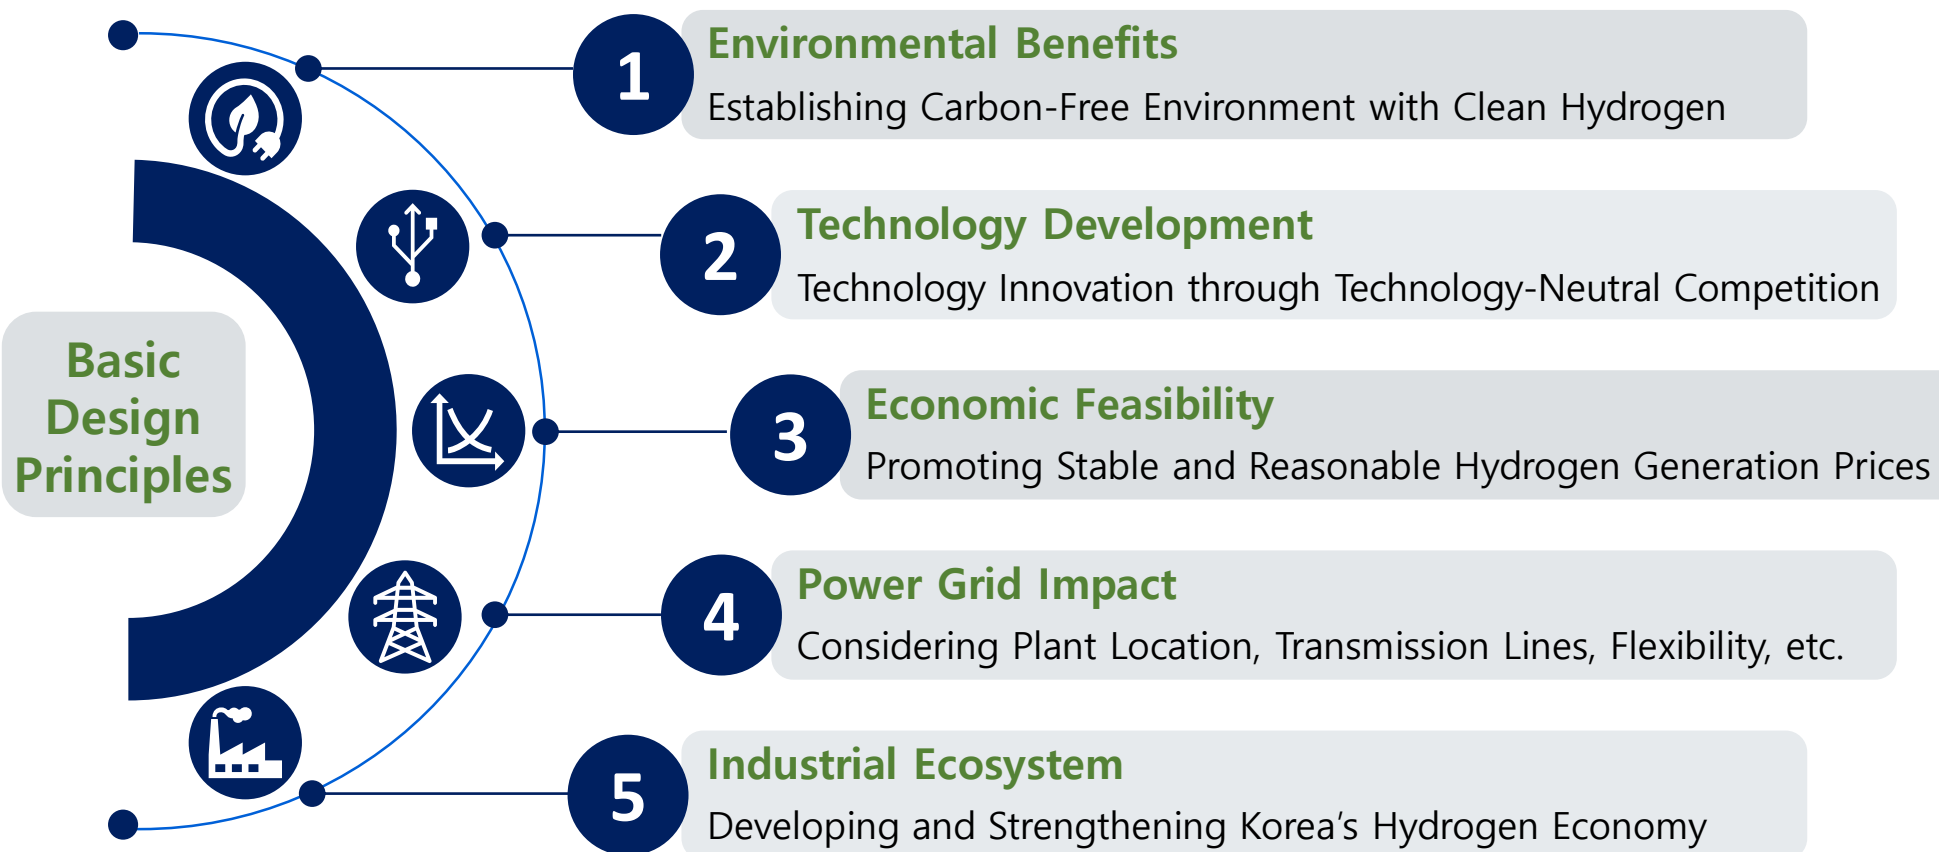 Basic
Design
Principles
1
Environmental Benefits
Establishing Carbon-Free Environment with Clean Hydrogen
2
Technology Development
Technology Innovation through Technology-Neutral Competition
3
Economic Feasibility
Promoting Stable and Reasonable Hydrogen Generation Prices
4
Power Grid Impact
Considering Plant Location, Transmission Lines, Flexibility, etc.
5
Industrial Ecosystem
Developing and Strengthening Korea’s Hydrogen Economy